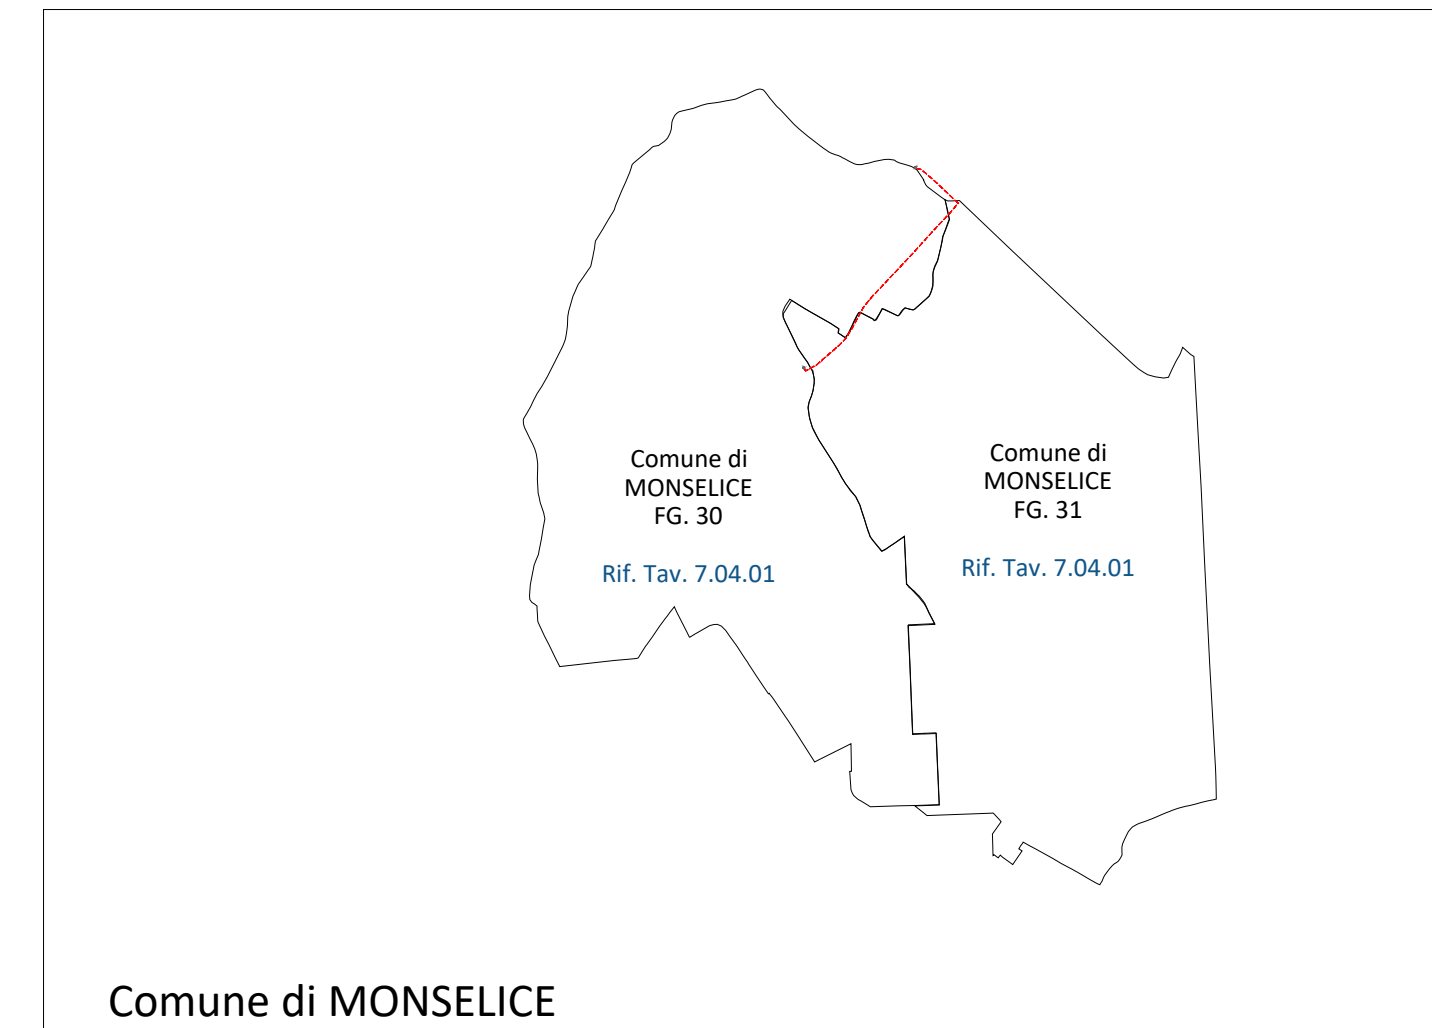 Comune di
MONSELICE
FG. 30
Rif. Tav. 7.04.01
Comune di
MONSELICE
FG. 31
Rif. Tav. 7.04.01
Comune di MONSELICE